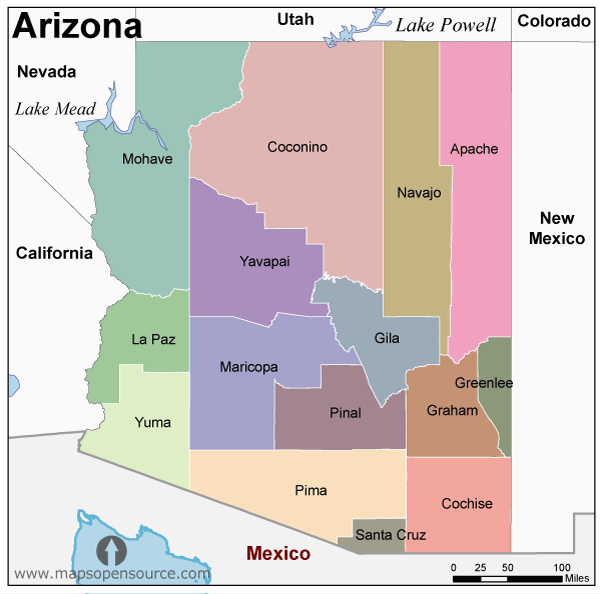 Arizona
Utah
Lake Powell
Colorado
Nevada
Lake Mead
Mohave
Coconino
Apache
Navajo
New
Mexico
California
Yavapai
La Paz
Gila
Maricopa
Greenlee
Graham
Pinal
Yuma
Pima
Cochise
Santa Cruz
Mexico
www.mapsopensource.com
0 25 50 100
Miles